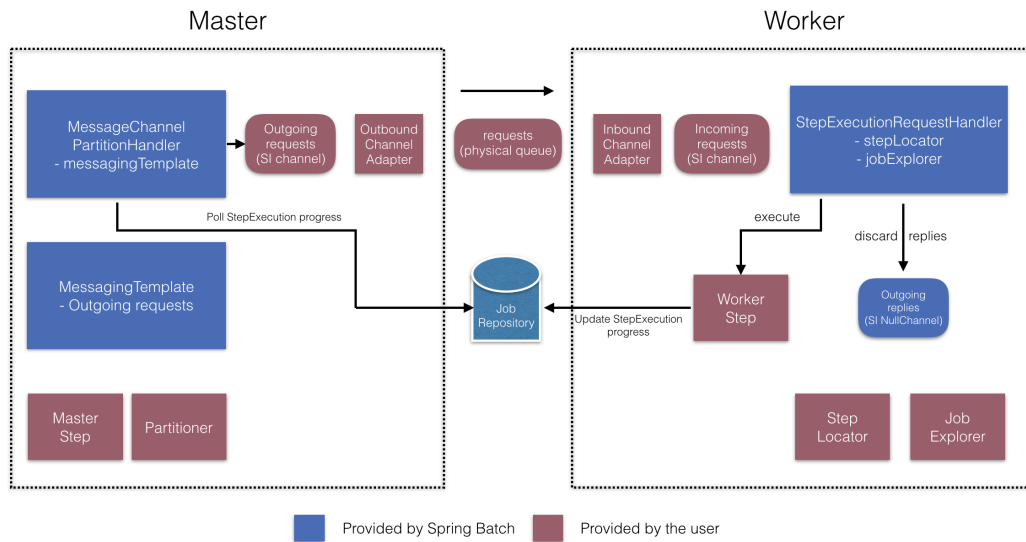 Master
Worker
MessageChannel
PartitionHandler
- messagingTemplate
Outgoing
requests
(SI channel)
Outbound
Channel
Adapter
requests
(physical queue)
Inbound
Channel
Adapter
Incoming
requests
(SI channel)
StepExecutionRequestHandler
- stepLocator
- jobExplorer
Poll StepExecution progress
execute
discard replies
MessagingTemplate
- Outgoing requests
Job
Repository
Update StepExecution
progress
Worker
Step
Outgoing
replies
(SI NullChannel)
Master
Step
Partitioner
Step
Locator
Job
Explorer
Provided by Spring Batch
Provided by the user